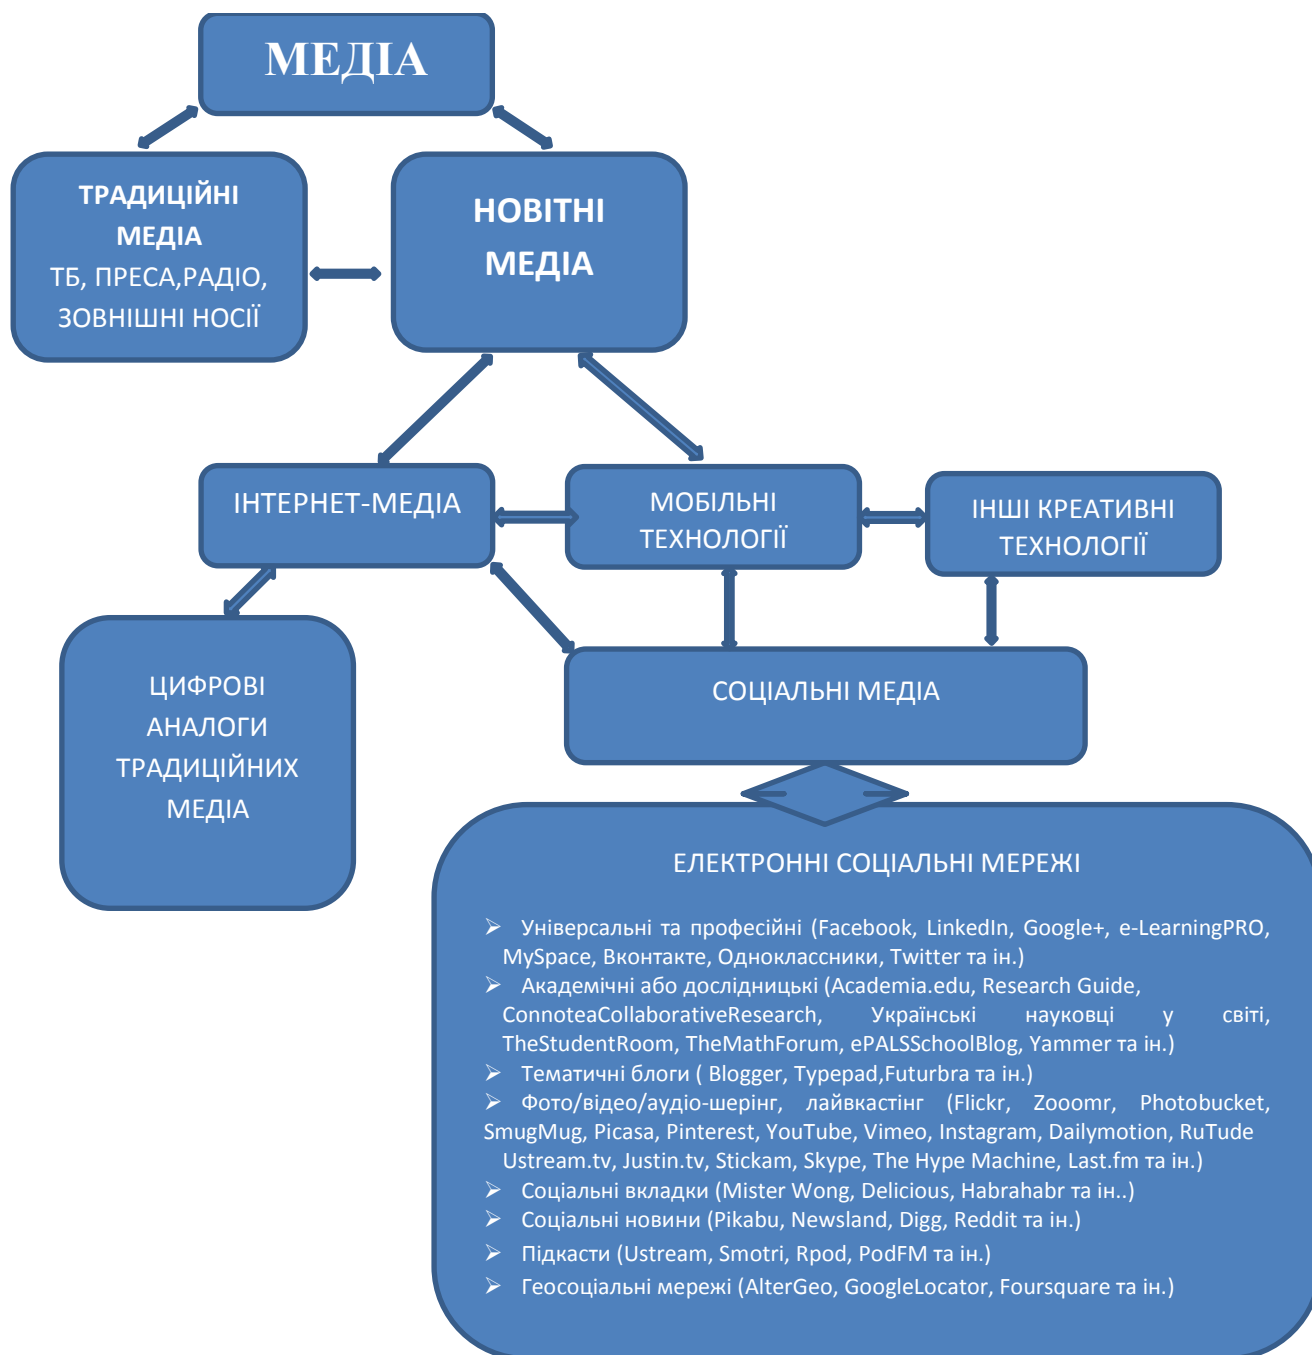 МЕДІА
ТРАДИЦІЙНІ
МЕДІА
ТБ, ПРЕСА,РАДІО,
ЗОВНІШНІ НОСІЇ
НОВІТНІ
МЕДІА
ІНТЕРНЕТ-МЕДІА
МОБІЛЬНІ
ТЕХНОЛОГІЇ
ІНШІ КРЕАТИВНІ
ТЕХНОЛОГІЇ
ЦИФРОВІ
АНАЛОГИ
ТРАДИЦІЙНИХ
МЕДІА
СОЦІАЛЬНІ МЕДІА
ЕЛЕКТРОННІ СОЦІАЛЬНІ МЕРЕЖІ
➢ Універсальні та професійні (Facebook, LinkedIn, Google+, e-LearningPRO,
MySpace, Вконтакте, Одноклассники, Twitter та ін.)
➢ Академічні або дослідницькі (Academia.edu, Research Guide,
ConnoteaCollaborativeResearch, Українські науковці у світі,
TheStudentRoom, TheMathForum, ePALSSchoolBlog, Yammer та ін.)
➢ Тематичні блоги ( Blogger, Typepad,Futurbra та ін.)
➢ Фото/відео/аудіо-шерінг, лайвкастінг (Flickr, Zooomr, Photobucket,
SmugMug, Picasa, Pinterest, YouTube, Vimeo, Instagram, Dailymotion, RuTude
Ustream.tv, Justin.tv, Stickam, Skype, The Hype Machine, Last.fm та ін.)
➢ Соціальні вкладки (Mister Wong, Delicious, Habrahabr та ін..)
➢ Соціальні новини (Pikabu, Newsland, Digg, Reddit та ін.)
➢ Підкасти (Ustream, Smotri, Rpod, PodFM та ін.)
➢ Геосоціальні мережі (AlterGeo, GoogleLocator, Foursquare та ін.)